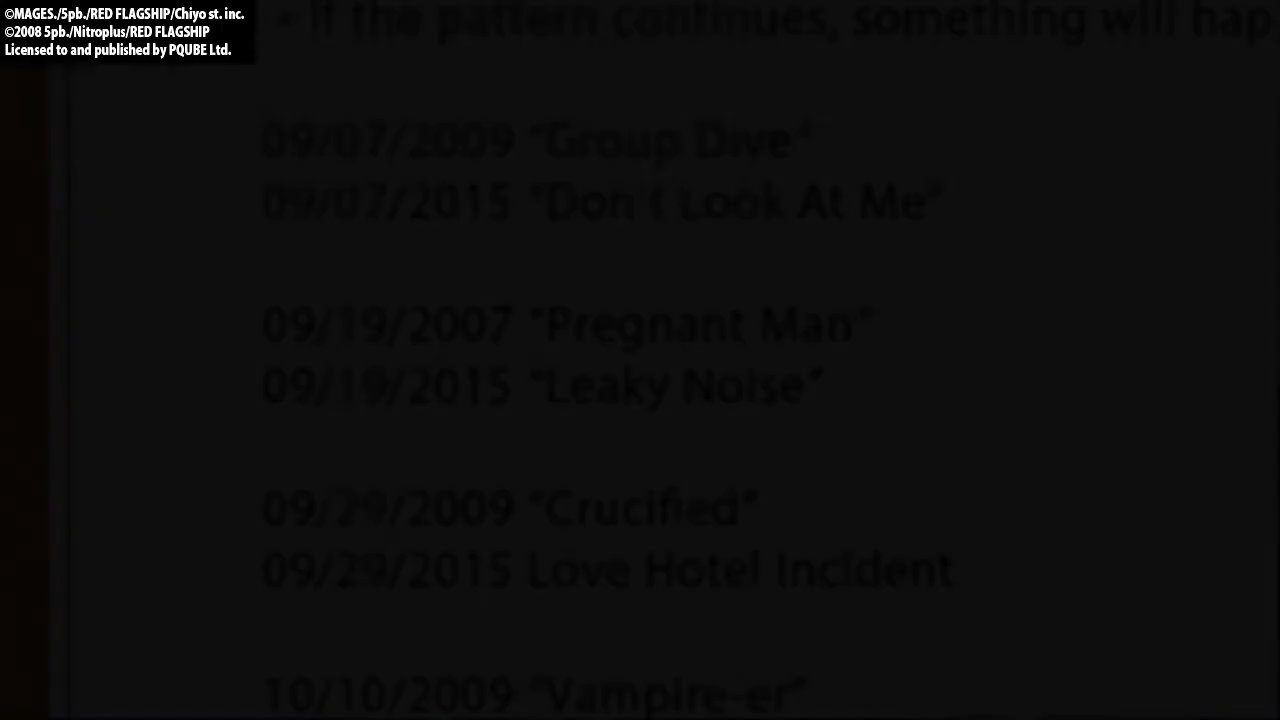 ©MAGES./5pb./RED FLAGSHIP/Chiyo st. inc.
©2008 5pb./Nitroplus/RED FLAGSHIP
Licensed to and published by PQUBE Ltd.
• If the pattern continues, something will hap
09/07/2009 "Group Dive"
09/07/2015 "Don't Look At Me"
09/19/2007 "Pregnant Man"
09/19/2015 "Leaky Noise"
09/29/2009 "Crucified"
09/29/2015 Love Hotel Incident
10/10/2009 "Vampire-er"